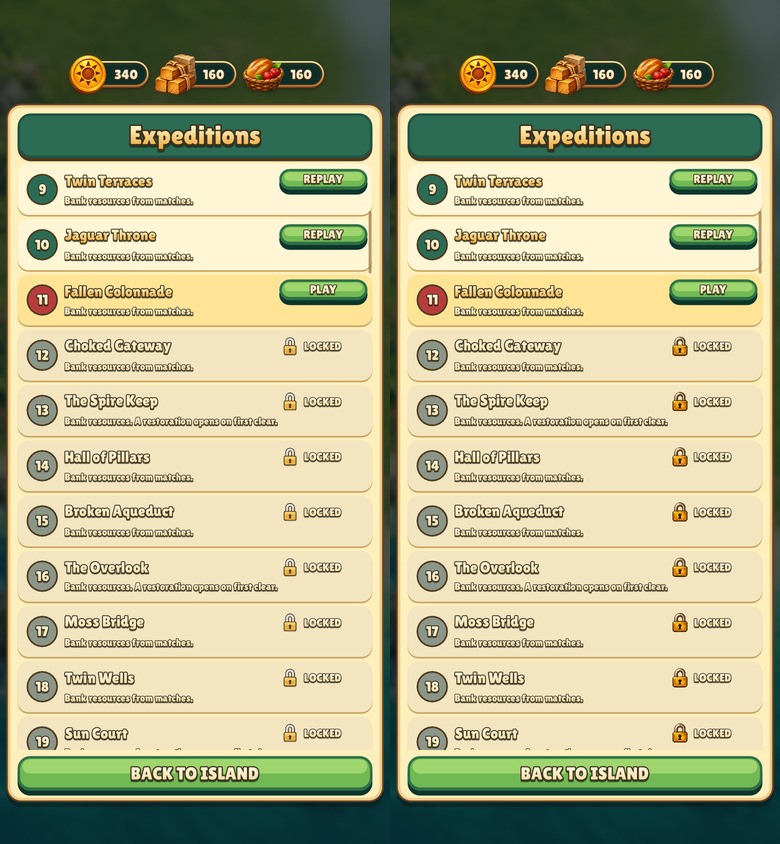 340 160 160
Expeditions
9 Twin Terraces REPLAY
Bank resources from matches.
10 Jaguar Throne REPLAY
Bank resources from matches.
11 Fallen Colonnade PLAY
Bank resources from matches.
12 Choked Gateway LOCKED
Bank resources from matches.
13 The Spire Keep LOCKED
Bank resources. A restoration opens on first clear.
14 Hall of Pillars LOCKED
Bank resources from matches.
15 Broken Aqueduct LOCKED
Bank resources from matches.
16 The Overlook LOCKED
Bank resources. A restoration opens on first clear.
17 Moss Bridge LOCKED
Bank resources from matches.
18 Twin Wells LOCKED
Bank resources from matches.
19 Sun Court LOCKED
BACK TO ISLAND
340 160 160
Expeditions
9 Twin Terraces REPLAY
Bank resources from matches.
10 Jaguar Throne REPLAY
Bank resources from matches.
11 Fallen Colonnade PLAY
Bank resources from matches.
12 Choked Gateway LOCKED
Bank resources from matches.
13 The Spire Keep LOCKED
Bank resources. A restoration opens on first clear.
14 Hall of Pillars LOCKED
Bank resources from matches.
15 Broken Aqueduct LOCKED
Bank resources from matches.
16 The Overlook LOCKED
Bank resources. A restoration opens on first clear.
17 Moss Bridge LOCKED
Bank resources from matches.
18 Twin Wells LOCKED
Bank resources from matches.
19 Sun Court LOCKED
BACK TO ISLAND